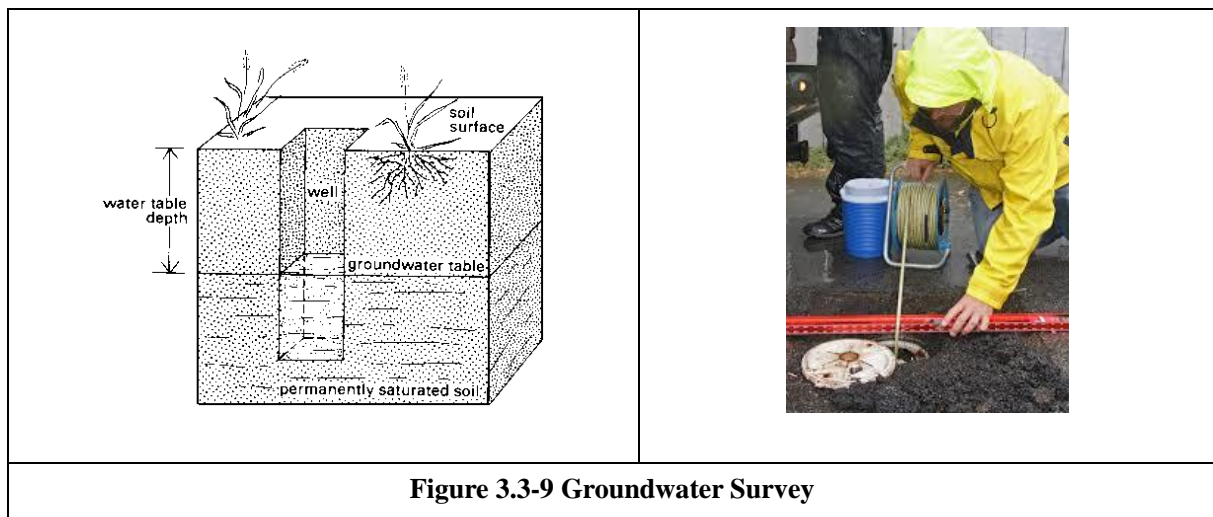 soil
surface
well
water table
depth
groundwater table
permanently saturated soil
Figure 3.3-9 Groundwater Survey